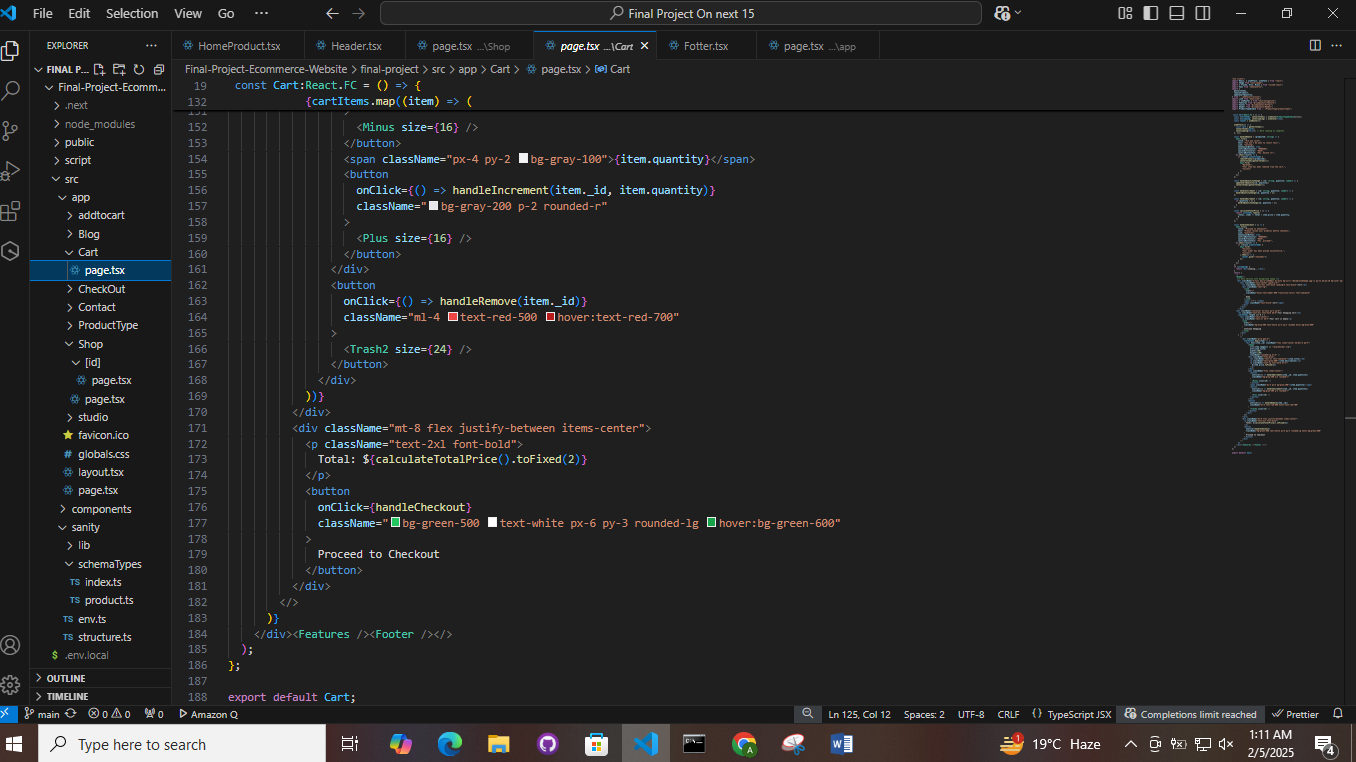 File Edit Selection View Go ··· Final Project On next 15
EXPLORER ···
FINAL P...
Final-Project-Ecomm...
.next
node_modules
public
script
src
app
addtocart
Blog
Cart
page.tsx
CheckOut
Contact
ProductType
Shop
[id]
page.tsx
page.tsx
studio
favicon.ico
# globals.css
layout.tsx
page.tsx
components
sanity
lib
schemaTypes
TS index.ts
TS product.ts
TS env.ts
TS structure.ts
$ .env.local
OUTLINE
TIMELINE
HomeProduct.tsx Header.tsx page.tsx ...\Shop page.tsx ...\Cart Fotter.tsx page.tsx ...\app
Final-Project-Ecommerce-Website > final-project > src > app > Cart > page.tsx > Cart
19 const Cart:React.FC = () => {
132 {cartItems.map((item) => (
151 >
152 <Minus size={16} />
153 </button>
154 <span className="px-4 py-2 bg-gray-100">{item.quantity}</span>
155 <button
156 onClick={() => handleIncrement(item._id, item.quantity)}
157 className="bg-gray-200 p-2 rounded-r"
158 >
159 <Plus size={16} />
160 </button>
161 </div>
162 <button
163 onClick={() => handleRemove(item._id)}
164 className="ml-4 text-red-500 hover:text-red-700"
165 >
166 <Trash2 size={24} />
167 </button>
168 </div>
169 ))}
170 </div>
171 <div className="mt-8 flex justify-between items-center">
172 <p className="text-2xl font-bold">
173 Total: ${calculateTotalPrice().toFixed(2)}
174 </p>
175 <button
176 onClick={handleCheckout}
177 className="bg-green-500 text-white px-6 py-3 rounded-lg hover:bg-green-600"
178 >
179 Proceed to Checkout
180 </button>
181 </div>
182 </>
183 )}
184 </div><Features /><Footer /></>
185 );
186 };
187
188 export default Cart;
main 0 0 0 Amazon Q Ln 125, Col 12 Spaces: 2 UTF-8 CRLF {} TypeScript JSX Completions limit reached Prettier
Type here to search 1 19°C Haze 1:11 AM
2/5/2025 4